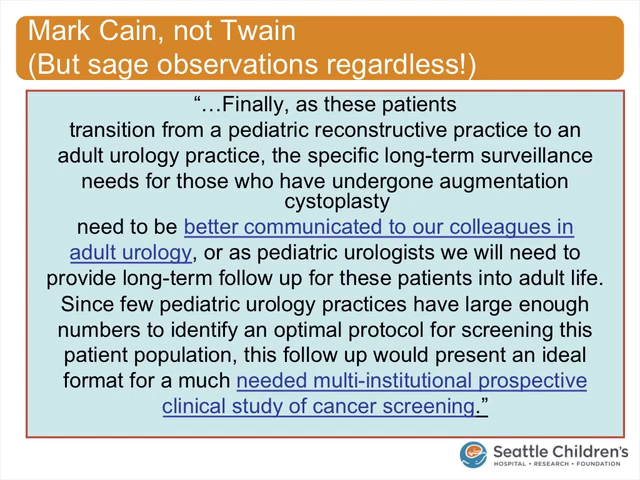 Mark Cain, not Twain
(But sage observations regardless!)
“…Finally, as these patients
transition from a pediatric reconstructive practice to an
adult urology practice, the specific long-term surveillance
needs for those who have undergone augmentation
cystoplasty
need to be better communicated to our colleagues in
adult urology, or as pediatric urologists we will need to
provide long-term follow up for these patients into adult life.
Since few pediatric urology practices have large enough
numbers to identify an optimal protocol for screening this
patient population, this follow up would present an ideal
format for a much needed multi-institutional prospective
clinical study of cancer screening.”
Seattle Children's
HOSPITAL • RESEARCH • FOUNDATION